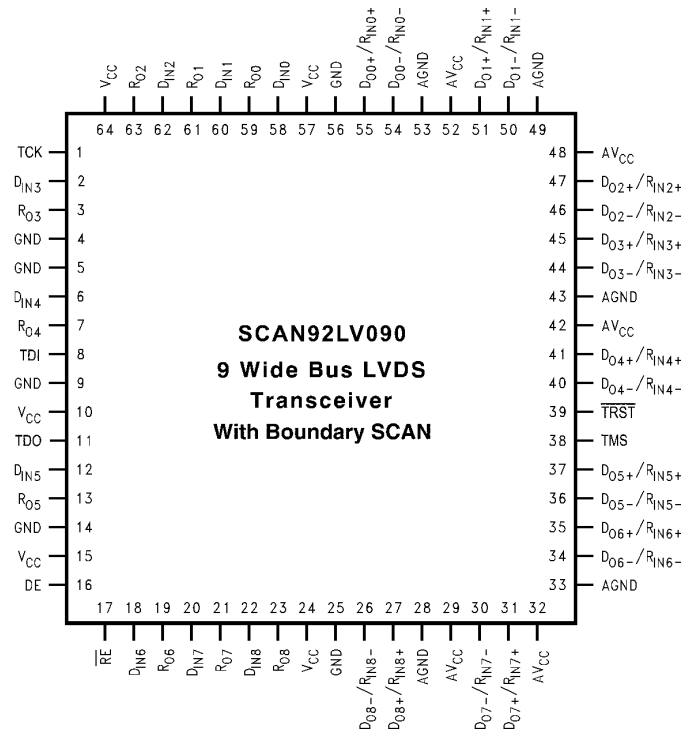 VCC RO2 DIN2 RO1 DIN1 RO0 DIN0 VCC GND DO0+/RIN0+ DO0-/RIN0- AGND AVCC DO1+/RIN1+ DO1-/RIN1- AGND
64 63 62 61 60 59 58 57 56 55 54 53 52 51 50 49
TCK 1 48 AVCC
DIN3 2 47 DO2+/RIN2+
RO3 3 46 DO2-/RIN2-
GND 4 45 DO3+/RIN3+
GND 5 44 DO3-/RIN3-
DIN4 6 43 AGND
RO4 7 42 AVCC
TDI 8 41 DO4+/RIN4+
GND 9 40 DO4-/RIN4-
VCC 10 39 TRST
TDO 11 38 TMS
DIN5 12 37 DO5+/RIN5+
RO5 13 36 DO5-/RIN5-
GND 14 35 DO6+/RIN6+
VCC 15 34 DO6-/RIN6-
DE 16 33 AGND
SCAN92LV090
9 Wide Bus LVDS
Transceiver
With Boundary SCAN
17 18 19 20 21 22 23 24 25 26 27 28 29 30 31 32
RE DIN6 RO6 DIN7 RO7 DIN8 RO8 VCC GND DO8-/RIN8- DO8+/RIN8+ AGND AVCC DO7-/RIN7- DO7+/RIN7+ AVCC